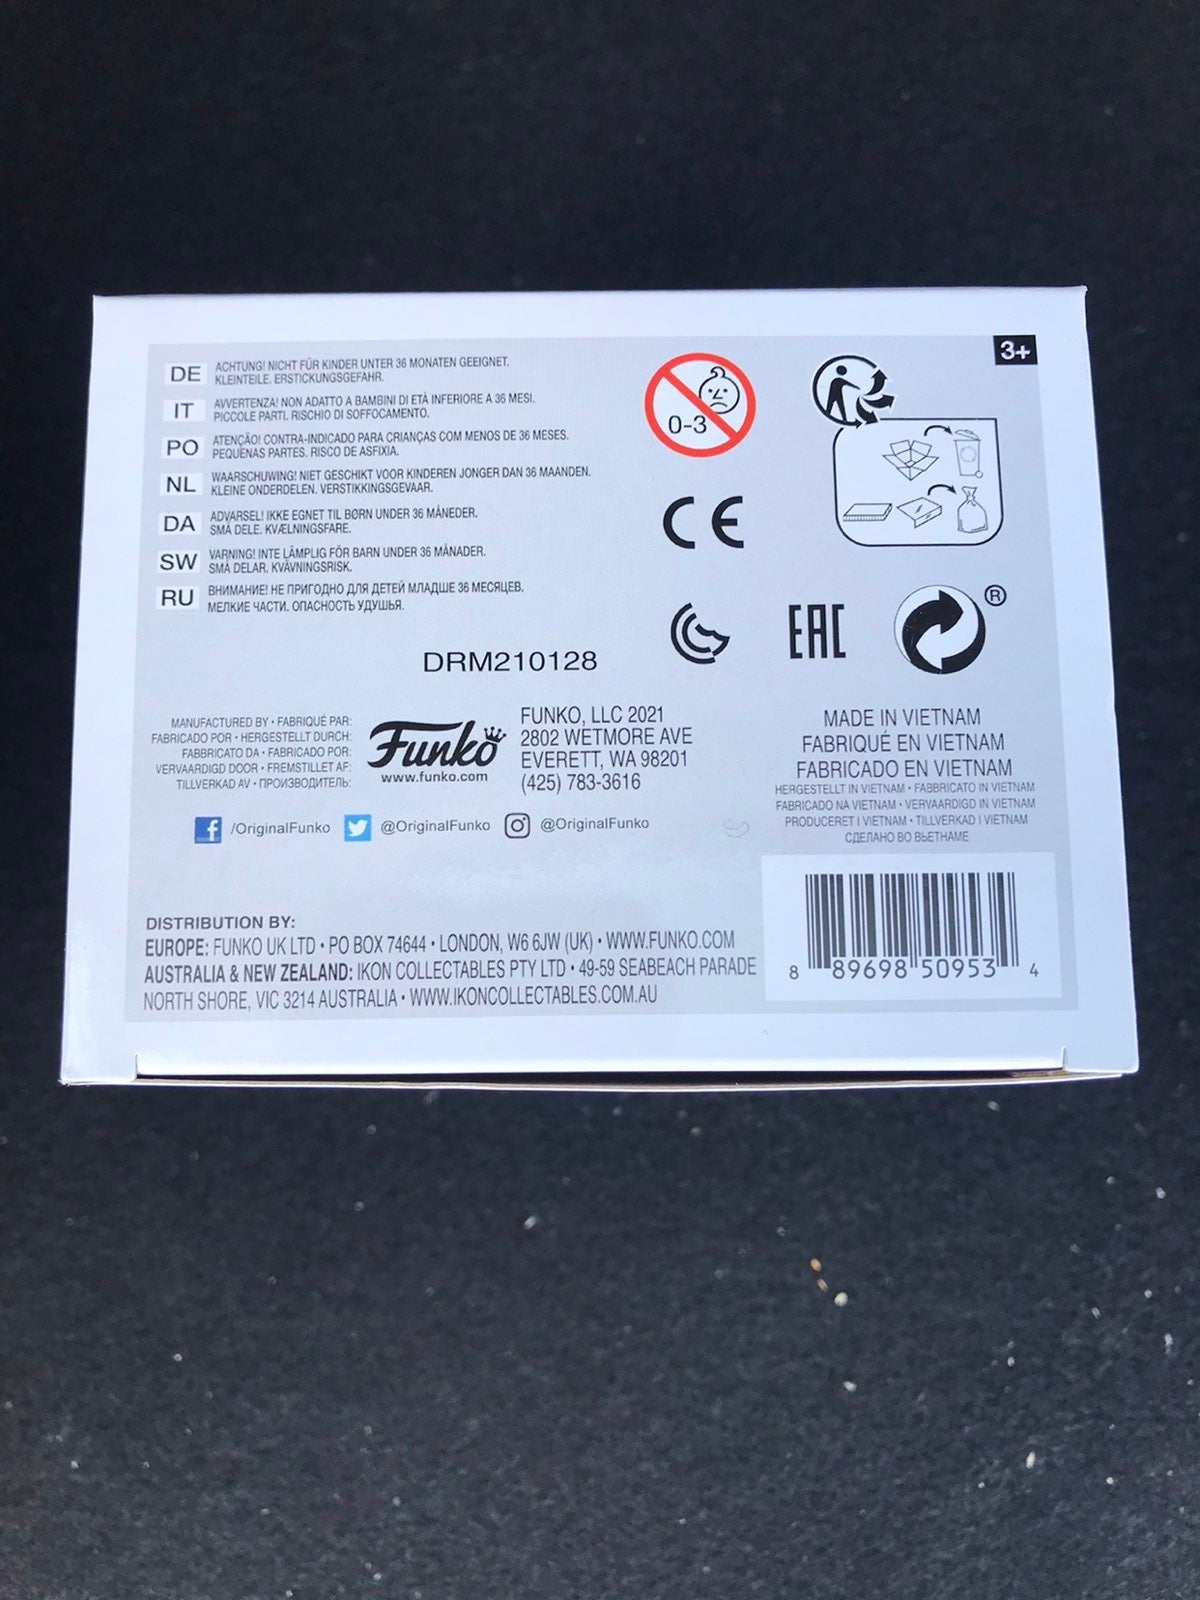 3+
DE ACHTUNG! NICHT FÜR KINDER UNTER 36 MONATEN GEEIGNET.
KLEINTEILE. ERSTICKUNGSGEFAHR.
IT AVVERTENZA! NON ADATTO A BAMBINI DI ETÀ INFERIORE A 36 MESI.
PICCOLE PARTI. RISCHIO DI SOFFOCAMENTO.
PO ATENÇÃO! CONTRA-INDICADO PARA CRIANÇAS COM MENOS DE 36 MESES.
PEQUENAS PARTES. RISCO DE ASFIXIA.
NL WAARSCHUWING! NIET GESCHIKT VOOR KINDEREN JONGER DAN 36 MAANDEN.
KLEINE ONDERDELEN. VERSTIKKINGSGEVAAR.
DA ADVARSEL! IKKE EGNET TIL BØRN UNDER 36 MÅNEDER.
SMÅ DELE. KVÆLNINGSFARE.
SW VARNING! INTE LÄMPLIG FÖR BARN UNDER 36 MÅNADER.
SMÅ DELAR. KVÄVNINGSRISK.
RU ВНИМАНИЕ! НЕ ПРИГОДНО ДЛЯ ДЕТЕЙ МЛАДШЕ 36 МЕСЯЦЕВ.
МЕЛКИЕ ЧАСТИ. ОПАСНОСТЬ УДУШЬЯ.
0-3
CE
EAC
®
DRM210128
MANUFACTURED BY • FABRIQUÉ PAR:
FABRICADO POR • HERGESTELLT DURCH:
FABBRICATO DA • FABRICADO POR:
VERVAARDIGD DOOR • FREMSTILLET AF:
TILLVERKAD AV • ПРОИЗВОДИТЕЛЬ:
Funko
www.funko.com
FUNKO, LLC 2021
2802 WETMORE AVE
EVERETT, WA 98201
(425) 783-3616
MADE IN VIETNAM
FABRIQUÉ EN VIETNAM
FABRICADO EN VIETNAM
HERGESTELLT IN VIETNAM • FABBRICATO IN VIETNAM
FABRICADO NA VIETNAM • VERVAARDIGD IN VIETNAM
PRODUCERET I VIETNAM • TILLVERKAD I VIETNAM
СДЕЛАНО ВО ВЬЕТНАМЕ
f /OriginalFunko @OriginalFunko @OriginalFunko
DISTRIBUTION BY:
EUROPE: FUNKO UK LTD • PO BOX 74644 • LONDON, W6 6JW (UK) • WWW.FUNKO.COM
AUSTRALIA & NEW ZEALAND: IKON COLLECTABLES PTY LTD • 49-59 SEABEACH PARADE
NORTH SHORE, VIC 3214 AUSTRALIA • WWW.IKONCOLLECTABLES.COM.AU
8 89698 50953 4